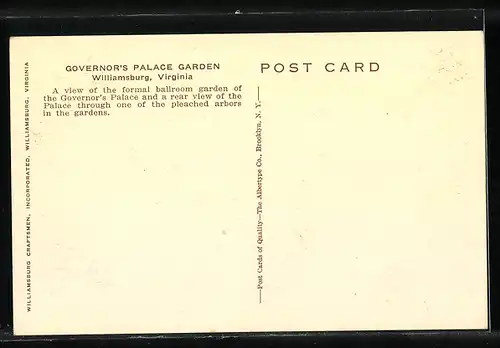 GOVERNOR'S PALACE GARDEN
Williamsburg, Virginia
A view of the formal ballroom garden of
the Governor's Palace and a rear view of the
Palace through one of the pleached arbors
in the gardens.
POST CARD
WILLIAMSBURG CRAFTSMEN, INCORPORATED, WILLIAMSBURG, VIRGINIA
—Post Cards of Quality—The Albertype Co., Brooklyn, N. Y.—